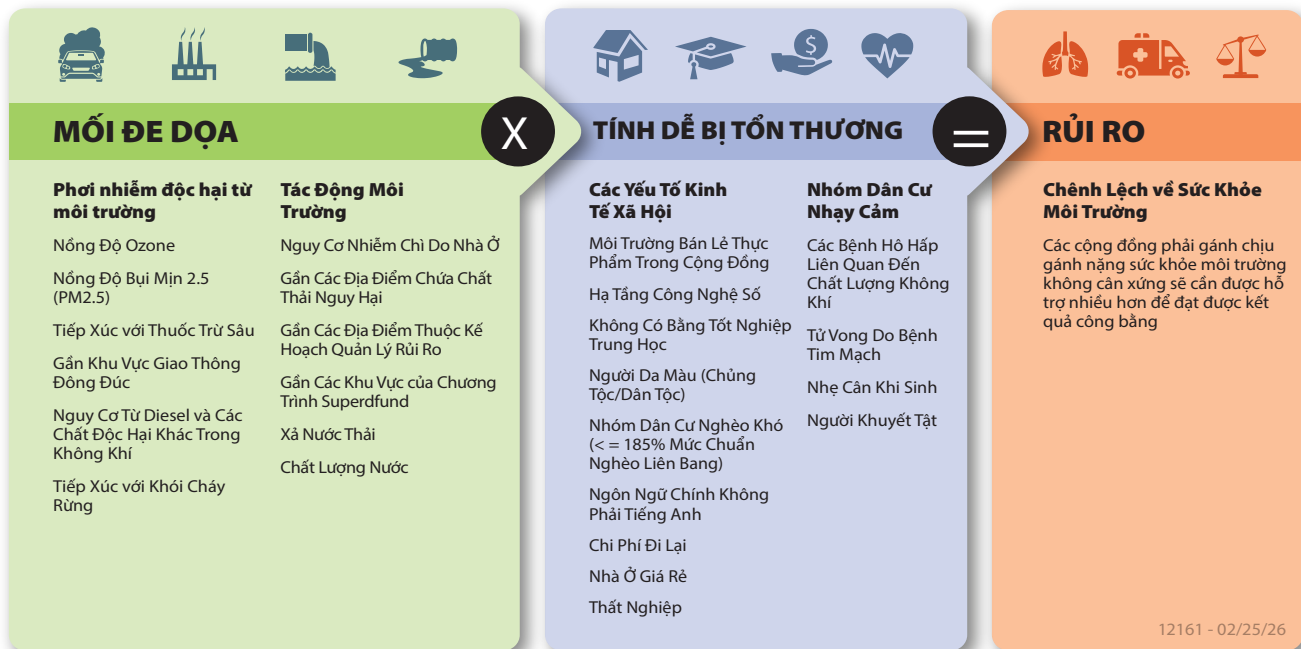 MỐI ĐE DỌA
X
TÍNH DỄ BỊ TỔN THƯƠNG
=
RỦI RO
Phơi nhiễm độc hại từ
môi trường
Nồng Độ Ozone
Nồng Độ Bụi Mịn 2.5
(PM2.5)
Tiếp Xúc với Thuốc Trừ Sâu
Gần Khu Vực Giao Thông
Đông Đúc
Nguy Cơ Từ Diesel và Các
Chất Độc Hại Khác Trong
Không Khí
Tiếp Xúc với Khói Cháy
Rừng
Tác Động Môi
Trường
Nguy Cơ Nhiễm Chì Do Nhà Ở
Gần Các Địa Điểm Chứa Chất
Thải Nguy Hại
Gần Các Địa Điểm Thuộc Kế
Hoạch Quản Lý Rủi Ro
Gần Các Khu Vực của Chương
Trình Superdfund
Xả Nước Thải
Chất Lượng Nước
Các Yếu Tố Kinh
Tế Xã Hội
Môi Trường Bán Lẻ Thực
Phẩm Trong Cộng Đồng
Hạ Tầng Công Nghệ Số
Không Có Bằng Tốt Nghiệp
Trung Học
Người Da Màu (Chủng
Tộc/Dân Tộc)
Nhóm Dân Cư Nghèo Khó
(< = 185% Mức Chuẩn
Nghèo Liên Bang)
Ngôn Ngữ Chính Không
Phải Tiếng Anh
Chi Phí Đi Lại
Nhà Ở Giá Rẻ
Thất Nghiệp
Nhóm Dân Cư
Nhạy Cảm
Các Bệnh Hô Hấp
Liên Quan Đến
Chất Lượng Không
Khí
Tử Vong Do Bệnh
Tim Mạch
Nhẹ Cân Khi Sinh
Người Khuyết Tật
Chênh Lệch về Sức Khỏe
Môi Trường
Các cộng đồng phải gánh chịu
gánh nặng sức khỏe môi trường
không cân xứng sẽ cần được hỗ
trợ nhiều hơn để đạt được kết
quả công bằng
12161 - 02/25/26